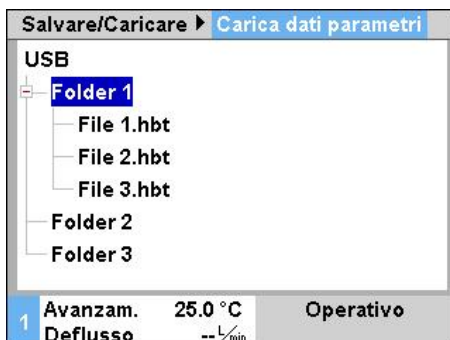 Salvare/Caricare ▶ Carica dati parametri
USB
Folder 1
File 1.hbt
File 2.hbt
File 3.hbt
Folder 2
Folder 3
1 Avanzam. 25.0 °C Operativo
Deflusso -- L/min